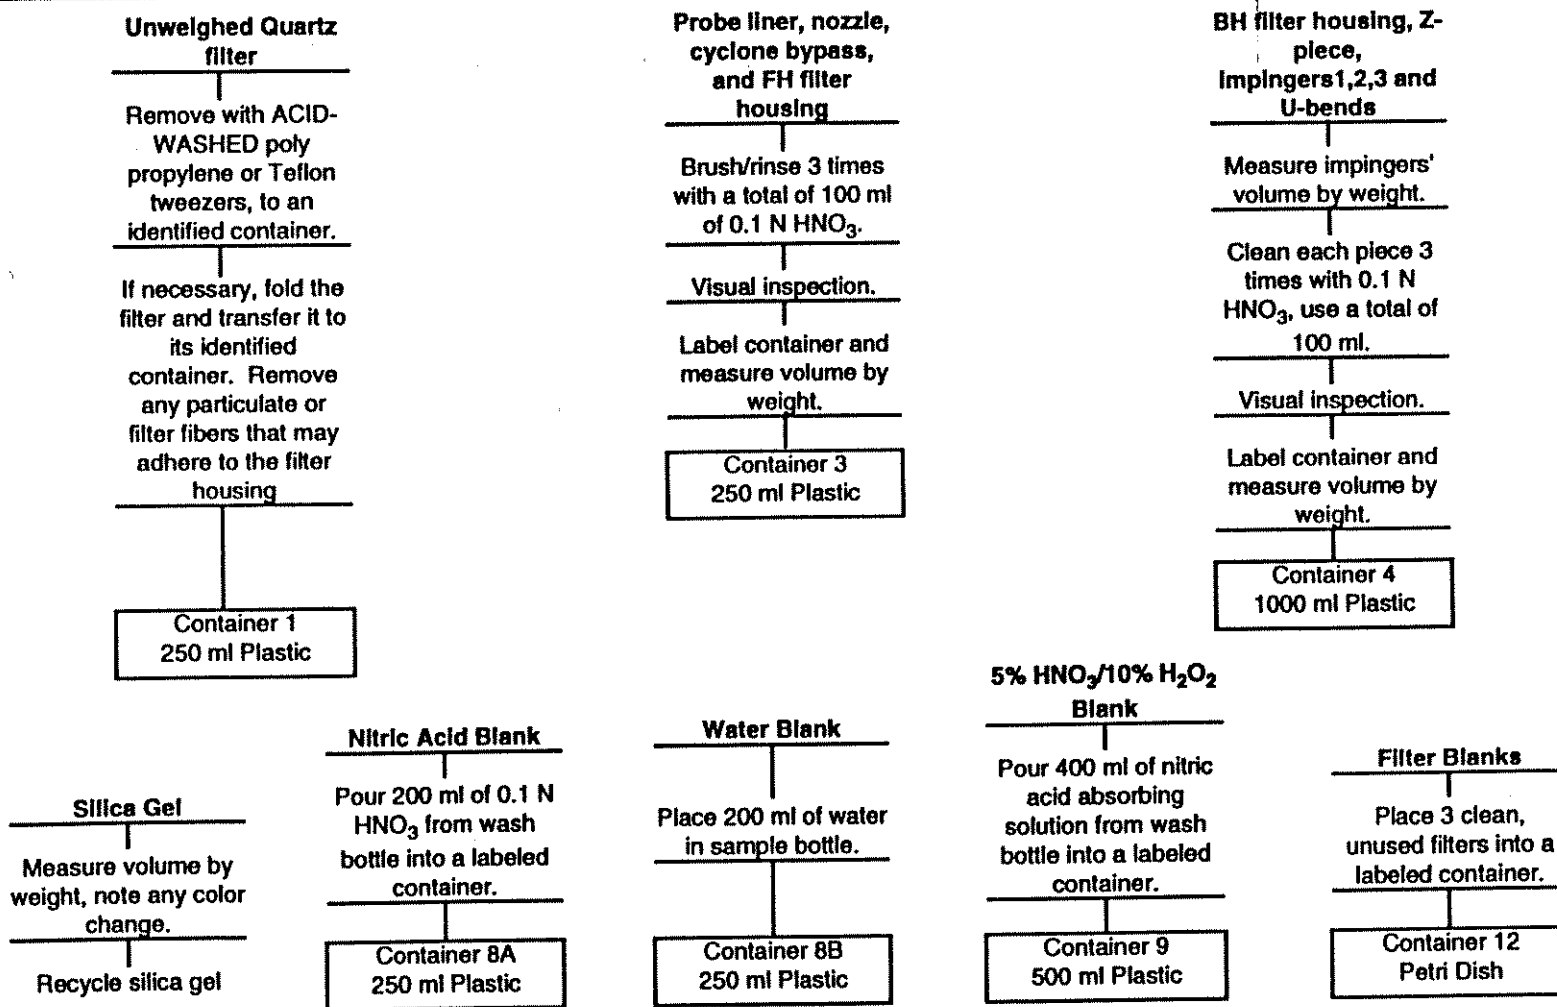 Unweighed Quartz
filter
Remove with ACID-
WASHED poly
propylene or Teflon
tweezers, to an
identified container.
If necessary, fold the
filter and transfer it to
its identified
container. Remove
any particulate or
filter fibers that may
adhere to the filter
housing
Container 1
250 ml Plastic
Probe liner, nozzle,
cyclone bypass,
and FH filter
housing
Brush/rinse 3 times
with a total of 100 ml
of 0.1 N HNO3.
Visual inspection.
Label container and
measure volume by
weight.
Container 3
250 ml Plastic
BH filter housing, Z-
piece,
Impingers1,2,3 and
U-bends
Measure impingers'
volume by weight.
Clean each piece 3
times with 0.1 N
HNO3, use a total of
100 ml.
Visual inspection.
Label container and
measure volume by
weight.
Container 4
1000 ml Plastic
Silica Gel
Measure volume by
weight, note any color
change.
Recycle silica gel
Nitric Acid Blank
Pour 200 ml of 0.1 N
HNO3 from wash
bottle into a labeled
container.
Container 8A
250 ml Plastic
Water Blank
Place 200 ml of water
in sample bottle.
Container 8B
250 ml Plastic
5% HNO3/10% H2O2
Blank
Pour 400 ml of nitric
acid absorbing
solution from wash
bottle into a labeled
container.
Container 9
500 ml Plastic
Filter Blanks
Place 3 clean,
unused filters into a
labeled container.
Container 12
Petri Dish